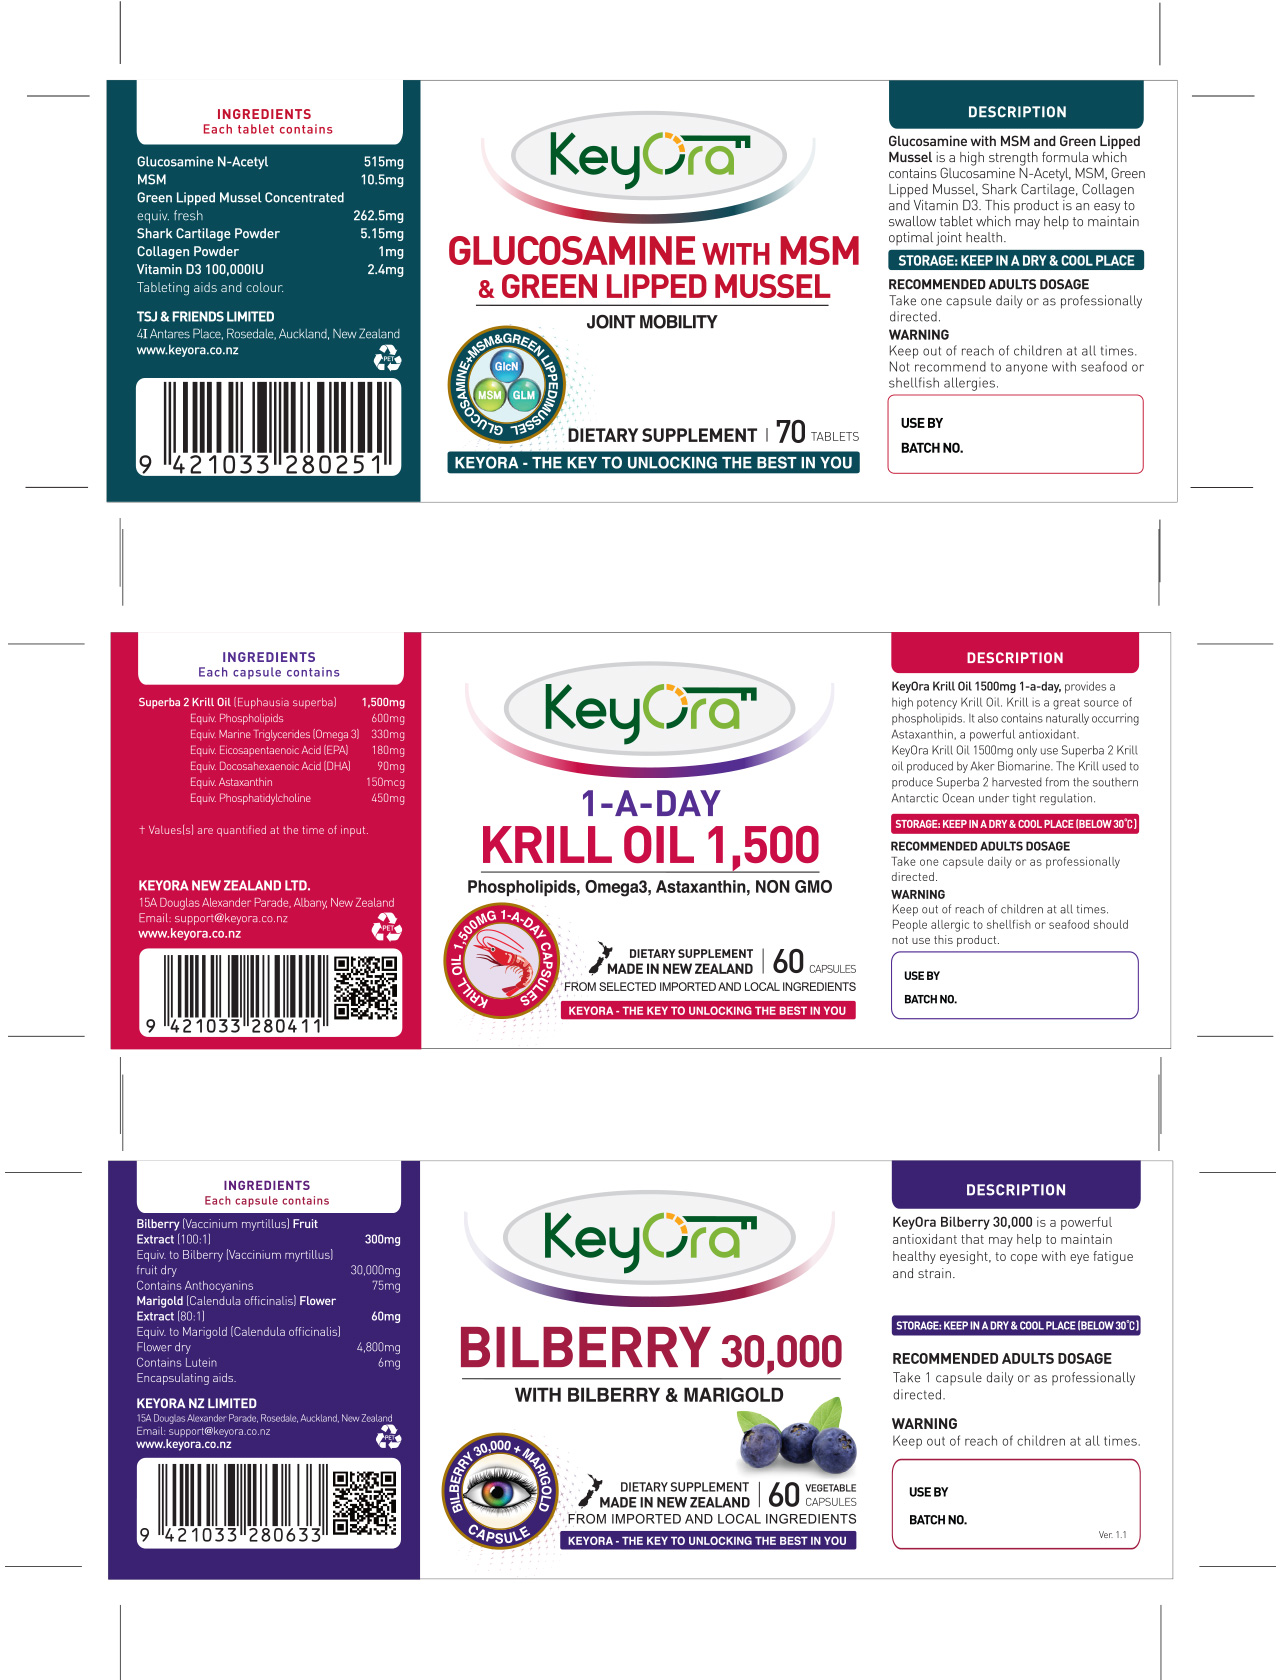 INGREDIENTS
Each tablet contains
Glucosamine N-Acetyl 515mg
MSM 10.5mg
Green Lipped Mussel Concentrated
equiv. fresh 262.5mg
Shark Cartilage Powder 5.15mg
Collagen Powder 1mg
Vitamin D3 100,000IU 2.4mg
Tableting aids and colour.
TSJ & FRIENDS LIMITED
41 Antares Place, Rosedale, Auckland, New Zealand
www.keyora.co.nz
PET
9 421033 280251
KeyOra
GLUCOSAMINE WITH MSM
& GREEN LIPPED MUSSEL
JOINT MOBILITY
GLUCOSAMINE+MSM&GREEN LIPPEDIMUSSEL
GlcN
MSM GLM
DIETARY SUPPLEMENT | 70 TABLETS
KEYORA - THE KEY TO UNLOCKING THE BEST IN YOU
DESCRIPTION
Glucosamine with MSM and Green Lipped
Mussel is a high strength formula which
contains Glucosamine N-Acetyl, MSM, Green
Lipped Mussel, Shark Cartilage, Collagen
and Vitamin D3. This product is an easy to
swallow tablet which may help to maintain
optimal joint health.
STORAGE: KEEP IN A DRY & COOL PLACE
RECOMMENDED ADULTS DOSAGE
Take one capsule daily or as professionally
directed.
WARNING
Keep out of reach of children at all times.
Not recommend to anyone with seafood or
shellfish allergies.
USE BY
BATCH NO.
INGREDIENTS
Each capsule contains
Superba 2 Krill Oil (Euphausia superba) 1,500mg
Equiv. Phospholipids 600mg
Equiv. Marine Triglycerides (Omega 3) 330mg
Equiv. Eicosapentaenoic Acid (EPA) 180mg
Equiv. Docosahexaenoic Acid (DHA) 90mg
Equiv. Astaxanthin 150mcg
Equiv. Phosphatidylcholine 450mg
† Values(s) are quantified at the time of input.
KEYORA NEW ZEALAND LTD.
15A Douglas Alexander Parade, Albany, New Zealand
Email: support@keyora.co.nz
www.keyora.co.nz
PET
9 421033 280411
KeyOra
1-A-DAY
KRILL OIL 1,500
Phospholipids, Omega3, Astaxanthin, NON GMO
KRILL OIL 1,500MG 1-A-DAY CAPSULES
DIETARY SUPPLEMENT
MADE IN NEW ZEALAND | 60 CAPSULES
FROM SELECTED IMPORTED AND LOCAL INGREDIENTS
KEYORA - THE KEY TO UNLOCKING THE BEST IN YOU
DESCRIPTION
KeyOra Krill Oil 1500mg 1-a-day, provides a
high potency Krill Oil. Krill is a great source of
phospholipids. It also contains naturally occurring
Astaxanthin, a powerful antioxidant.
KeyOra Krill Oil 1500mg only use Superba 2 Krill
oil produced by Aker Biomarine. The Krill used to
produce Superba 2 harvested from the southern
Antarctic Ocean under tight regulation.
STORAGE: KEEP IN A DRY & COOL PLACE (BELOW 30℃)
RECOMMENDED ADULTS DOSAGE
Take one capsule daily or as professionally
directed.
WARNING
Keep out of reach of children at all times.
People allergic to shellfish or seafood should
not use this product.
USE BY
BATCH NO.
INGREDIENTS
Each capsule contains
Bilberry (Vaccinium myrtillus) Fruit
Extract (100:1) 300mg
Equiv. to Bilberry (Vaccinium myrtillus)
fruit dry 30,000mg
Contains Anthocyanins 75mg
Marigold (Calendula officinalis) Flower
Extract (80:1) 60mg
Equiv. to Marigold (Calendula officinalis)
Flower dry 4,800mg
Contains Lutein 6mg
Encapsulating aids.
KEYORA NZ LIMITED
15A Douglas Alexander Parade, Rosedale, Auckland, New Zealand
Email: support@keyora.co.nz
www.keyora.co.nz
PET
9 421033 280633
KeyOra
BILBERRY 30,000
WITH BILBERRY & MARIGOLD
BILBERRY 30,000 + MARIGOLD
CAPSULE
DIETARY SUPPLEMENT
MADE IN NEW ZEALAND | 60 VEGETABLE CAPSULES
FROM IMPORTED AND LOCAL INGREDIENTS
KEYORA - THE KEY TO UNLOCKING THE BEST IN YOU
DESCRIPTION
KeyOra Bilberry 30,000 is a powerful
antioxidant that may help to maintain
healthy eyesight, to cope with eye fatigue
and strain.
STORAGE: KEEP IN A DRY & COOL PLACE (BELOW 30℃)
RECOMMENDED ADULTS DOSAGE
Take 1 capsule daily or as professionally
directed.
WARNING
Keep out of reach of children at all times.
USE BY
BATCH NO.
Ver. 1.1